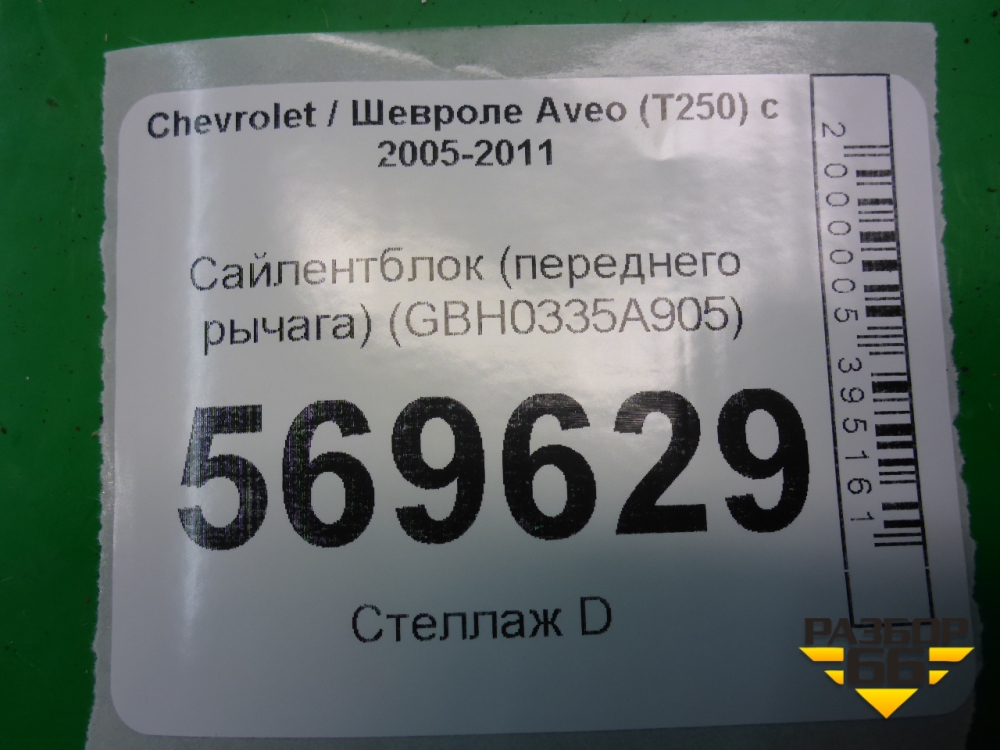 Chevrolet / Шевроле Aveo (T250) с
2005-2011
Сайлентблок (переднего
рычага) (GBH0335A905)
569629
Стеллаж D
2000005395161
РАЗБОР
66